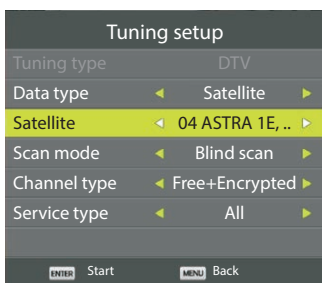 Tuning setup
Tuning type DTV
Data type Satellite
Satellite 04 ASTRA 1E, ..
Scan mode Blind scan
Channel type Free+Encrypted
Service type All
ENTER Start MENU Back